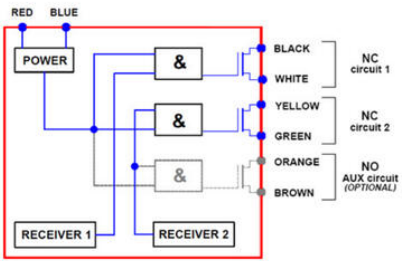 RED BLUE
POWER
&
BLACK
WHITE
NC
circuit 1
&
YELLOW
GREEN
NC
circuit 2
&
ORANGE
BROWN
NO
AUX circuit
(OPTIONAL)
RECEIVER 1
RECEIVER 2